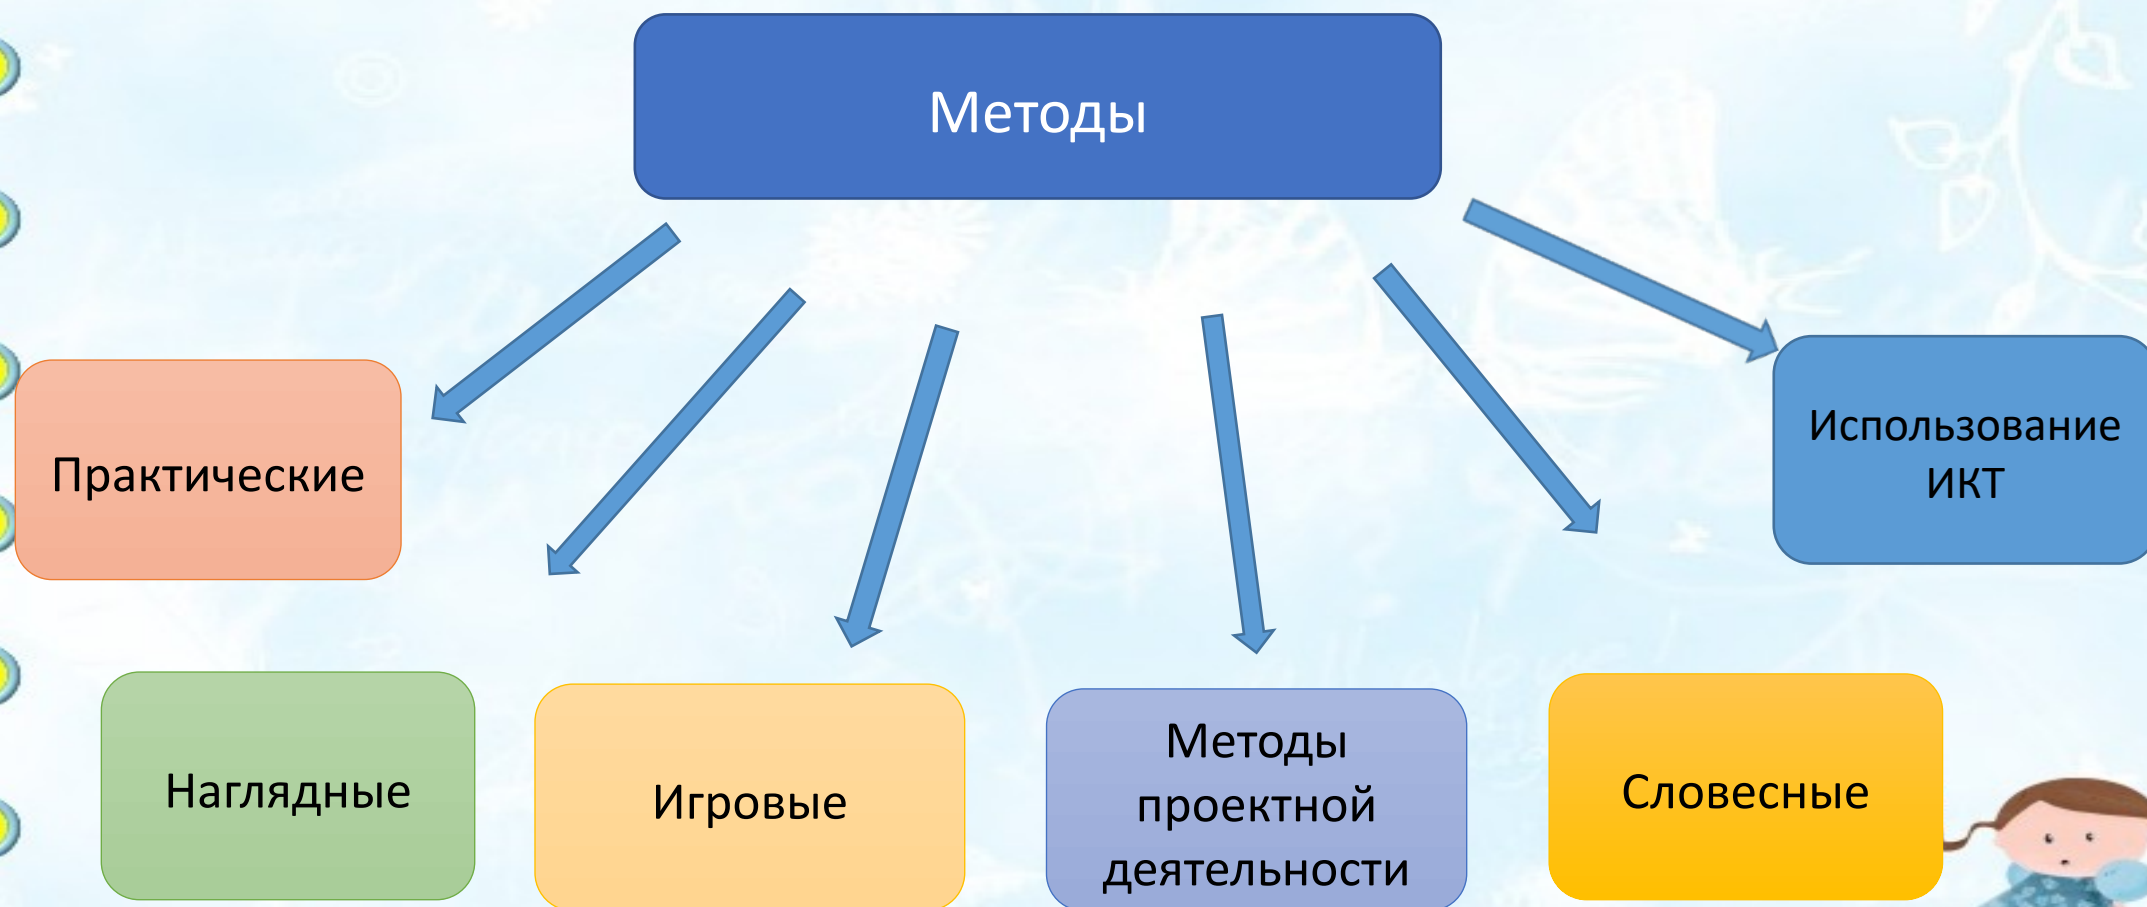 Методы
Практические
Использование
ИКТ
Наглядные
Игровые
Методы
проектной
деятельности
Словесные